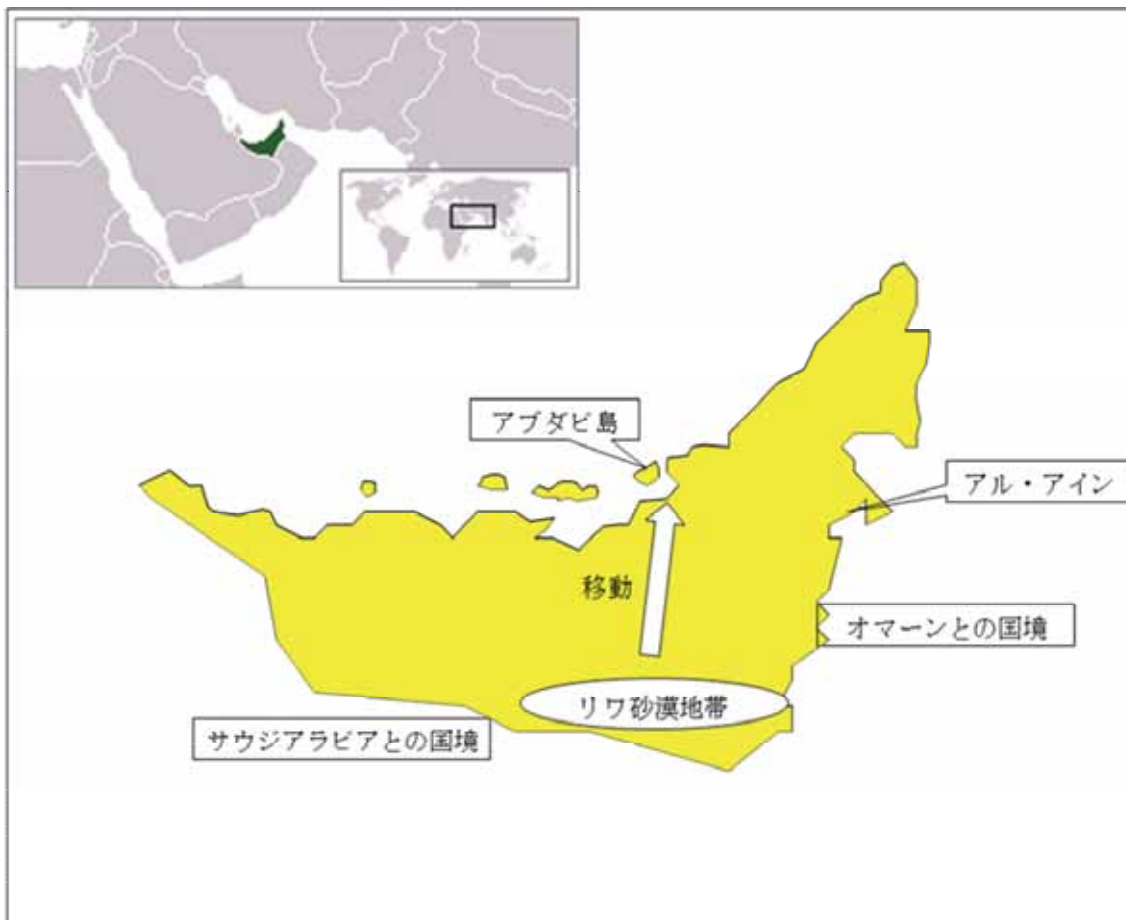 アブダビ島
アル・アイン
移動
オマーンとの国境
リワ砂漠地帯
サウジアラビアとの国境